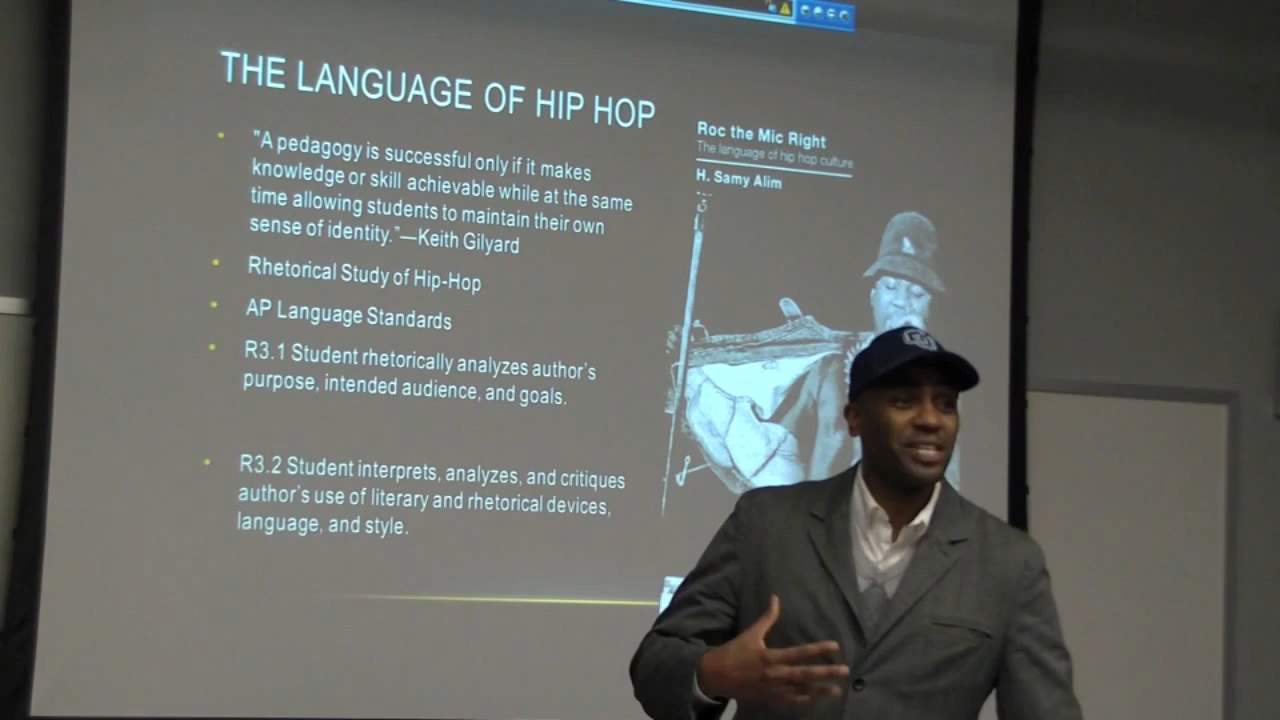 THE LANGUAGE OF HIP HOP
"A pedagogy is successful only if it makes
knowledge or skill achievable while at the same
time allowing students to maintain their own
sense of identity."—Keith Gilyard
Rhetorical Study of Hip-Hop
AP Language Standards
R3.1 Student rhetorically analyzes author's
purpose, intended audience, and goals.
R3.2 Student interprets, analyzes, and critiques
author's use of literary and rhetorical devices,
language, and style.
Roc the Mic Right
The language of hip hop culture
H. Samy Alim